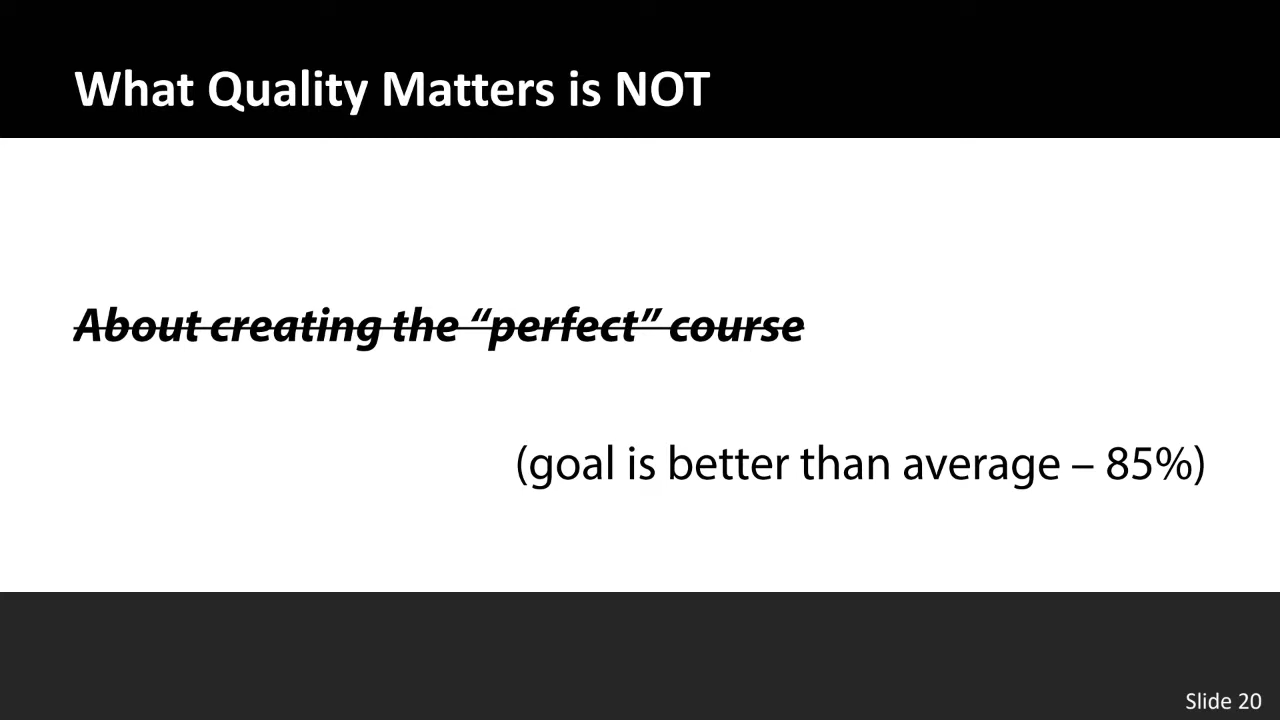 What Quality Matters is NOT
About creating the “perfect” course
(goal is better than average – 85%)
Slide 20